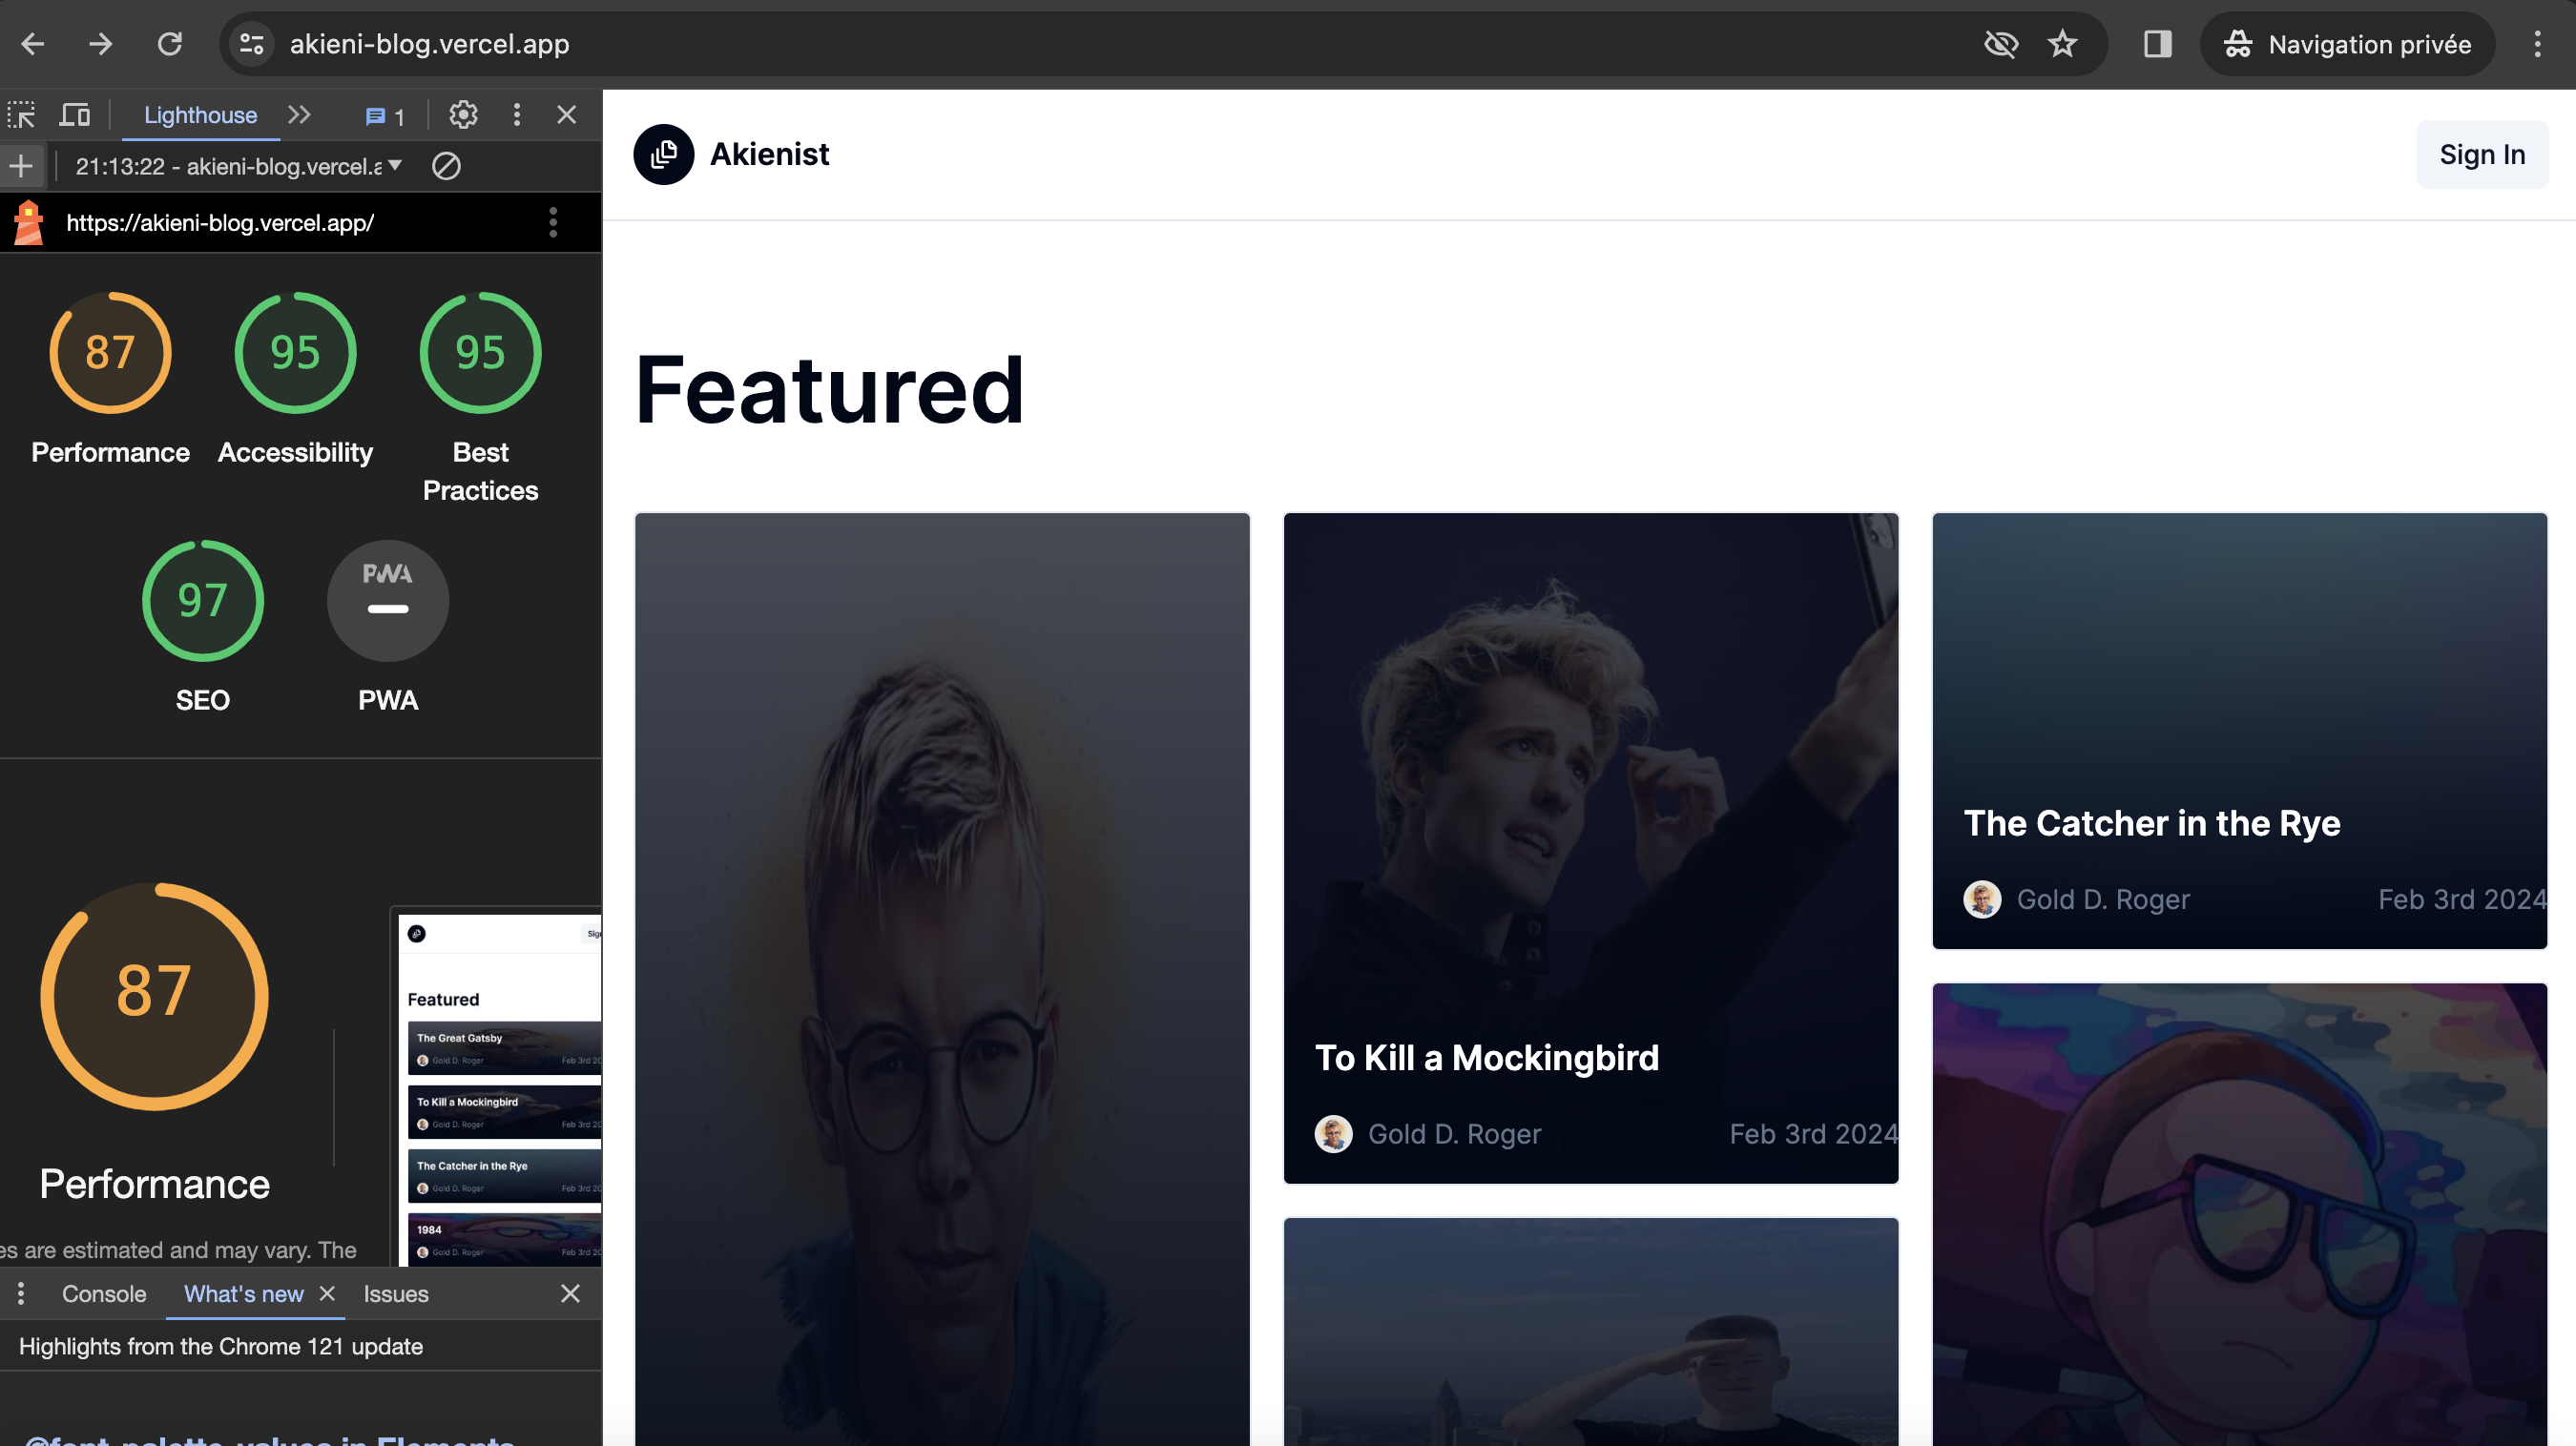 akieni-blog.vercel.app
Navigation privée
Lighthouse
1
21:13:22 - akieni-blog.vercel.a
https://akieni-blog.vercel.app/
87
95
95
Performance
Accessibility
Best
Practices
97
PWA
SEO
PWA
87
Performance
es are estimated and may vary. The
Featured
The Great Gatsby
Gold D. Roger
Feb 3rd 20
To Kill a Mockingbird
Gold D. Roger
Feb 3rd 20
The Catcher in the Rye
Gold D. Roger
Feb 3rd 20
1984
Gold D. Roger
Feb 3rd 20
Console
What's new
Issues
Highlights from the Chrome 121 update
@font-palette-values in Elements
Akienist
Sign In
Featured
To Kill a Mockingbird
Gold D. Roger
Feb 3rd 2024
The Catcher in the Rye
Gold D. Roger
Feb 3rd 2024